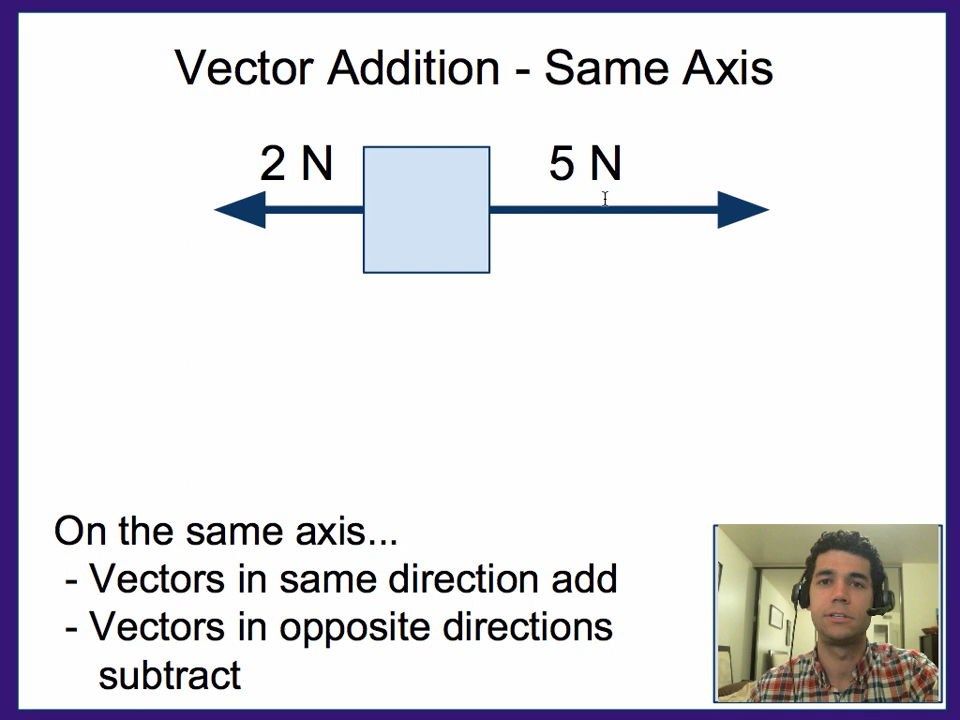 Vector Addition - Same Axis
2 N
5 N
On the same axis...
- Vectors in same direction add
- Vectors in opposite directions
subtract